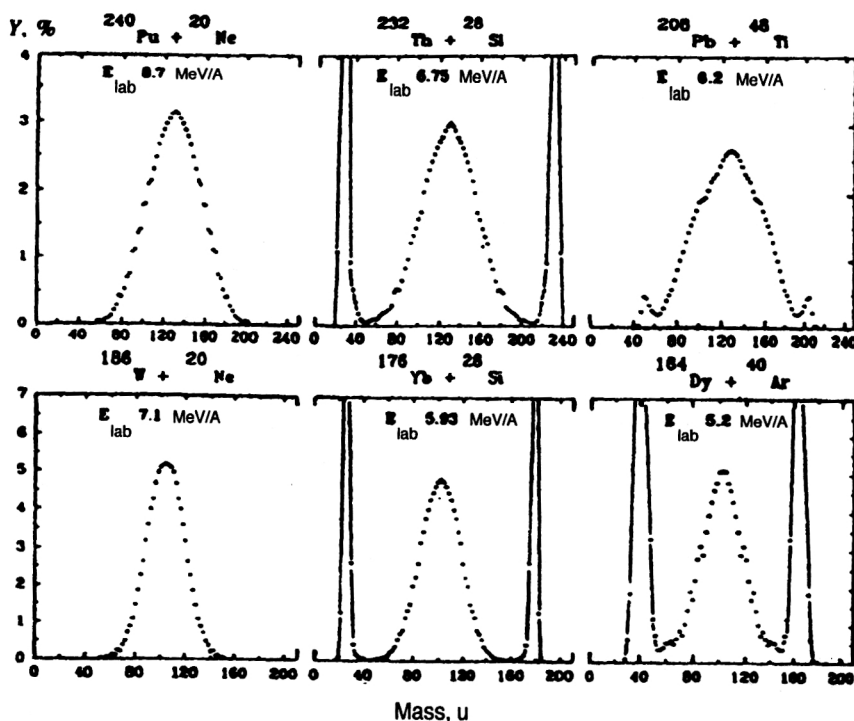 Y, %
240 20
Pu + Ne
232 28
Th + Si
208 48
Pb + Ti
E lab 8.7 MeV/A
E lab 6.75 MeV/A
E lab 6.2 MeV/A
4
3
2
1
0
0 40 80 120 160 200 240
0 40 80 120 160 200 240
0 40 80 120 160 200 240
186 20
W + Ne
176 28
Yb + Si
164 40
Dy + Ar
E lab 7.1 MeV/A
E lab 5.93 MeV/A
E lab 5.2 MeV/A
7
6
5
4
3
2
1
0
0 40 80 120 160 200
0 40 80 120 160 200
0 40 80 120 160 200
Mass, u